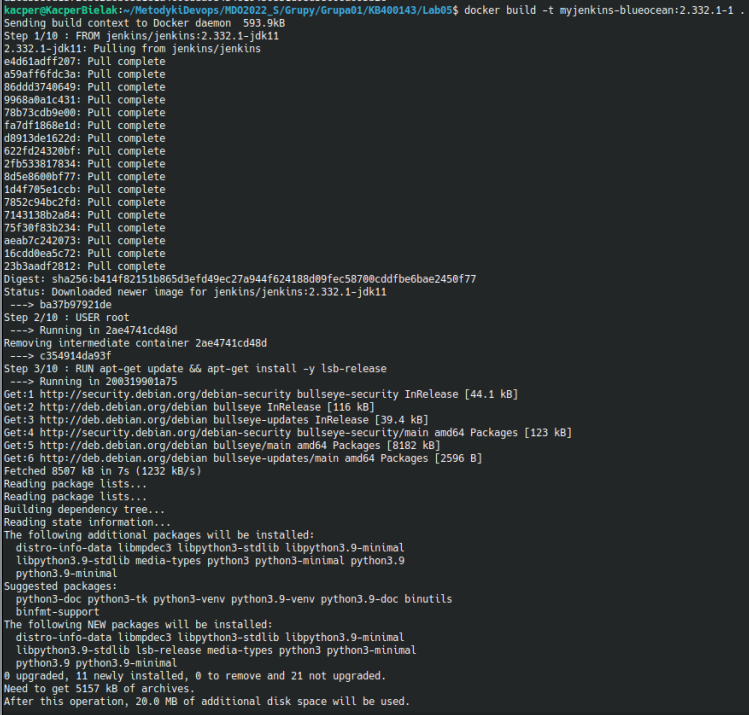 kacper@KacperBielak:~/MetodykiDevops/MDO2022_S/Grupy/Grupa01/KB400143/Lab05$ docker build -t myjenkins-blueocean:2.332.1-1 .
Sending build context to Docker daemon  593.9kB
Step 1/10 : FROM jenkins/jenkins:2.332.1-jdk11
2.332.1-jdk11: Pulling from jenkins/jenkins
e4d61adff207: Pull complete
a59aff6fdc3a: Pull complete
86ddd3740649: Pull complete
9968a0a1c431: Pull complete
78b73cdb9e00: Pull complete
fa7df1868e1d: Pull complete
d8913de1622d: Pull complete
622fd24320bf: Pull complete
2fb533817834: Pull complete
8d5e8600bf77: Pull complete
1d4f705e1ccb: Pull complete
7852c94bc2fd: Pull complete
7143138b2a84: Pull complete
75f30f83b234: Pull complete
aeab7c242073: Pull complete
16cdd0ea5c72: Pull complete
23b3aadf2812: Pull complete
Digest: sha256:b414f82151b865d3efd49ec27a944f624188d09fec58700cddfbe6bae2450f77
Status: Downloaded newer image for jenkins/jenkins:2.332.1-jdk11
 ---> ba37b97921de
Step 2/10 : USER root
 ---> Running in 2ae4741cd48d
Removing intermediate container 2ae4741cd48d
 ---> c354914da93f
Step 3/10 : RUN apt-get update && apt-get install -y lsb-release
 ---> Running in 200319901a75
Get:1 http://security.debian.org/debian-security bullseye-security InRelease [44.1 kB]
Get:2 http://deb.debian.org/debian bullseye InRelease [116 kB]
Get:3 http://deb.debian.org/debian bullseye-updates InRelease [39.4 kB]
Get:4 http://security.debian.org/debian-security bullseye-security/main amd64 Packages [123 kB]
Get:5 http://deb.debian.org/debian bullseye/main amd64 Packages [8182 kB]
Get:6 http://deb.debian.org/debian bullseye-updates/main amd64 Packages [2596 B]
Fetched 8507 kB in 7s (1232 kB/s)
Reading package lists...
Reading package lists...
Building dependency tree...
Reading state information...
The following additional packages will be installed:
  distro-info-data libmpdec3 libpython3-stdlib libpython3.9-minimal
  libpython3.9-stdlib media-types python3 python3-minimal python3.9
  python3.9-minimal
Suggested packages:
  python3-doc python3-tk python3-venv python3.9-venv python3.9-doc binutils
  binfmt-support
The following NEW packages will be installed:
  distro-info-data libmpdec3 libpython3-stdlib libpython3.9-minimal
  libpython3.9-stdlib lsb-release media-types python3 python3-minimal
  python3.9 python3.9-minimal
0 upgraded, 11 newly installed, 0 to remove and 21 not upgraded.
Need to get 5157 kB of archives.
After this operation, 20.0 MB of additional disk space will be used.